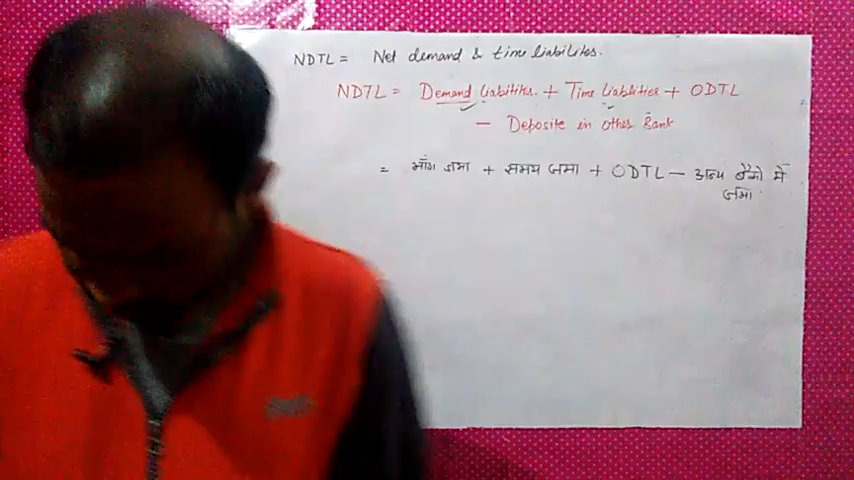 NDTL = Net demand & time liabilites.
NDTL = Demand liabilities. + Time Liablities + ODTL
— Deposite in other Bank
= माँग जमा + समय जमा + ODTL — अन्य बैंको में
जमा